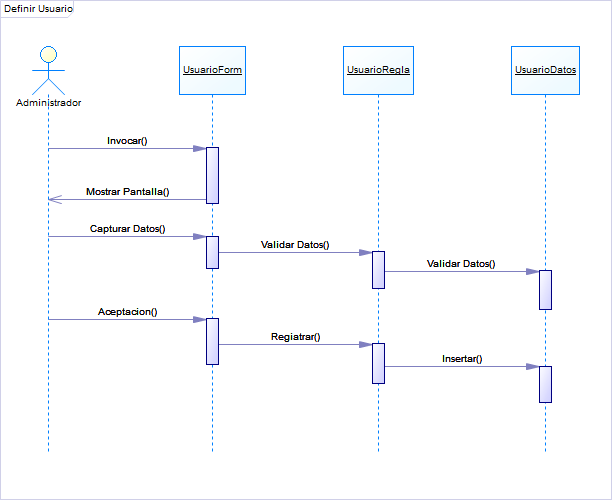 Definir Usuario
UsuarioForm
UsuarioRegla
UsuarioDatos
Administrador
Invocar()
Mostrar Pantalla()
Capturar Datos()
Validar Datos()
Validar Datos()
Aceptacion()
Regiatrar()
Insertar()